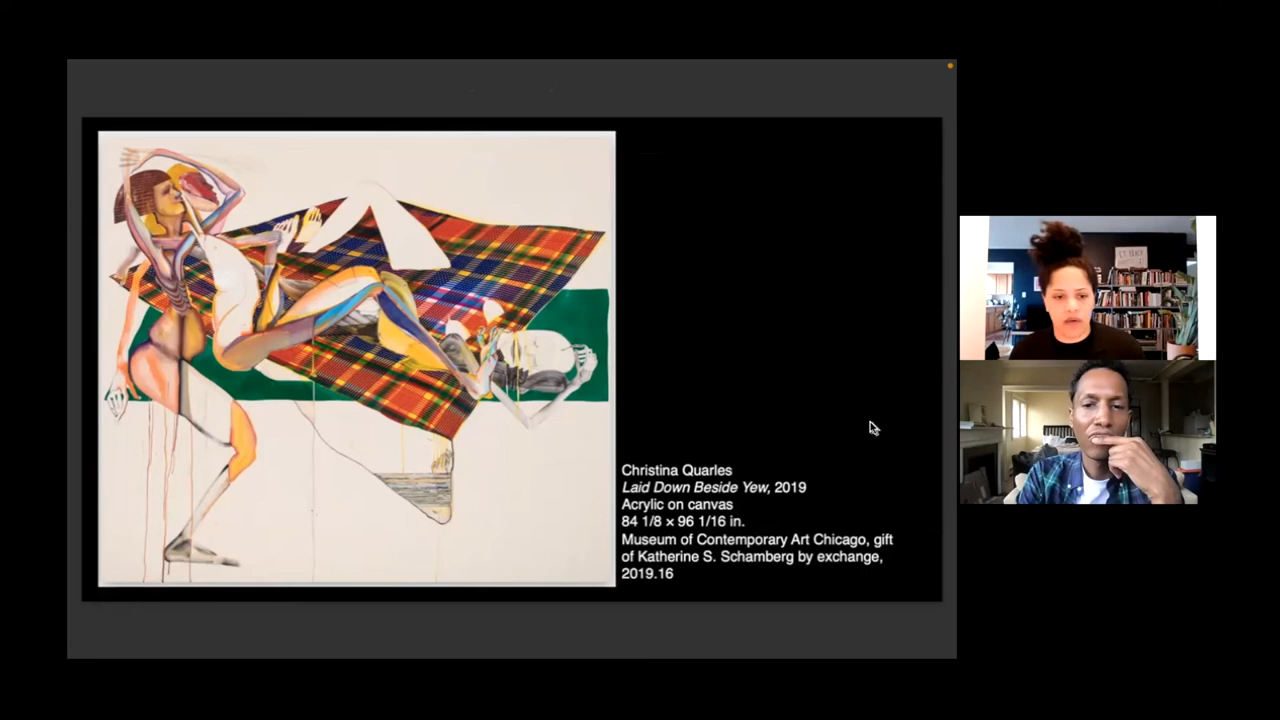 Christina Quarles
Laid Down Beside Yew, 2019
Acrylic on canvas
84 1/8 × 96 1/16 in.
Museum of Contemporary Art Chicago, gift
of Katherine S. Schamberg by exchange,
2019.16